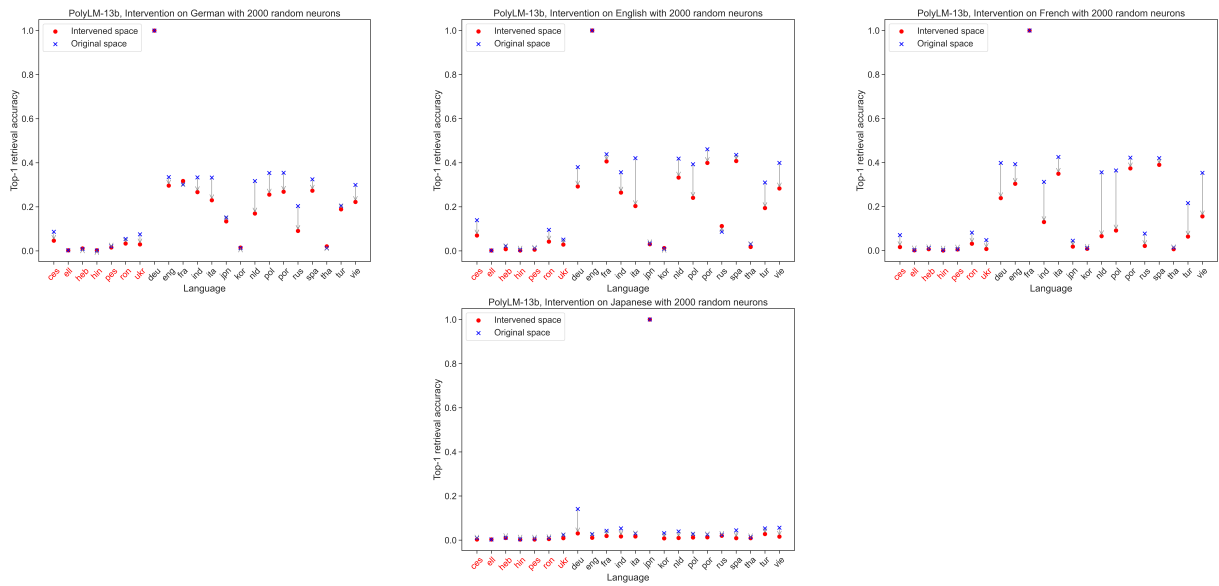 PolyLM-13b, Intervention on German with 2000 random neurons
Intervened space
Original space
Top-1 retrieval accuracy
1.0
0.8
0.6
0.4
0.2
0.0
ces ell heb hin pes ron ukr deu eng fra ind ita jpn kor nld pol por rus spa tha tur vie
Language
PolyLM-13b, Intervention on English with 2000 random neurons
Intervened space
Original space
Top-1 retrieval accuracy
1.0
0.8
0.6
0.4
0.2
0.0
ces ell heb hin pes ron ukr deu eng fra ind ita jpn kor nld pol por rus spa tha tur vie
Language
PolyLM-13b, Intervention on French with 2000 random neurons
Intervened space
Original space
Top-1 retrieval accuracy
1.0
0.8
0.6
0.4
0.2
0.0
ces ell heb hin pes ron ukr deu eng fra ind ita jpn kor nld pol por rus spa tha tur vie
Language
PolyLM-13b, Intervention on Japanese with 2000 random neurons
Intervened space
Original space
Top-1 retrieval accuracy
1.0
0.8
0.6
0.4
0.2
0.0
ces ell heb hin pes ron ukr deu eng fra ind ita jpn kor nld pol por rus spa tha tur vie
Language